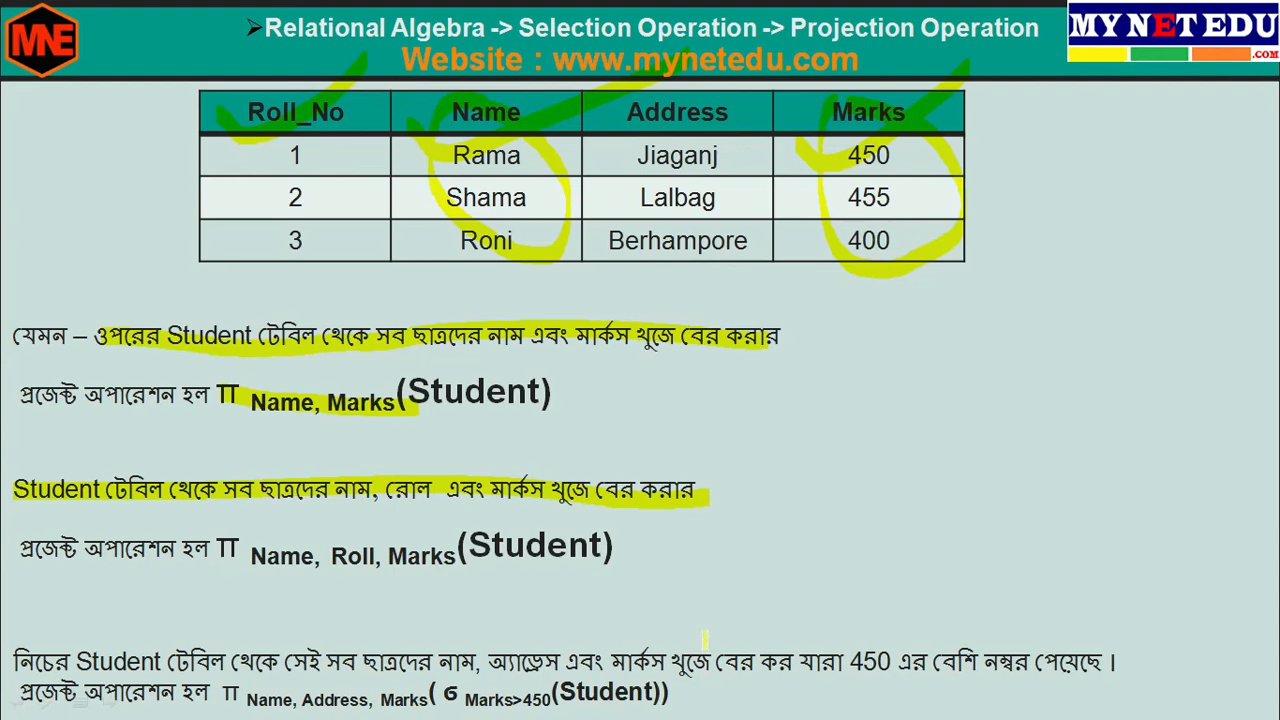 ➢Relational Algebra -> Selection Operation -> Projection Operation
Website : www.mynetedu.com
MNE
MY NET EDU
.COM
Roll_No Name Address Marks
1 Rama Jiaganj 450
2 Shama Lalbag 455
3 Roni Berhampore 400
যেমন – ওপরের Student টেবিল থেকে সব ছাত্রদের নাম এবং মার্কস খুজে বের করার
প্রজেক্ট অপারেশন হল π Name, Marks(Student)
Student টেবিল থেকে সব ছাত্রদের নাম, রোল এবং মার্কস খুজে বের করার
প্রজেক্ট অপারেশন হল π Name, Roll, Marks(Student)
নিচের Student টেবিল থেকে সেই সব ছাত্রদের নাম, অ্যাড্রেস এবং মার্কস খুজে বের কর যারা 450 এর বেশি নম্বর পেয়েছে ।
প্রজেক্ট অপারেশন হল π Name, Address, Marks( σ Marks>450(Student))